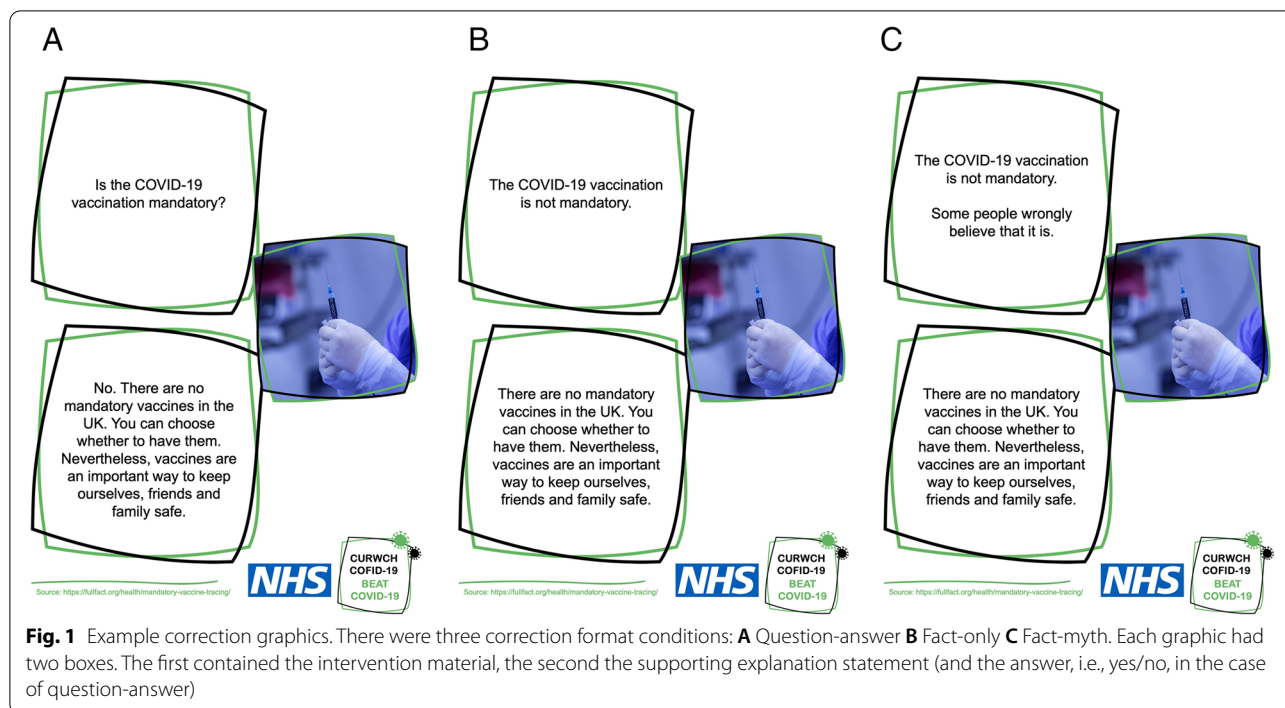 A
Is the COVID-19
vaccination mandatory?
No. There are no
mandatory vaccines in the
UK. You can choose
whether to have them.
Nevertheless, vaccines are
an important way to keep
ourselves, friends and
family safe.
Source: https://fullfact.org/health/mandatory-vaccine-tracing/
NHS
CURWCH
COFID-19
BEAT
COVID-19
B
The COVID-19 vaccination
is not mandatory.
There are no mandatory
vaccines in the UK. You
can choose whether to
have them. Nevertheless,
vaccines are an important
way to keep ourselves,
friends and family safe.
Source: https://fullfact.org/health/mandatory-vaccine-tracing/
NHS
CURWCH
COFID-19
BEAT
COVID-19
C
The COVID-19 vaccination
is not mandatory.
Some people wrongly
believe that it is.
There are no mandatory
vaccines in the UK. You
can choose whether to
have them. Nevertheless,
vaccines are an important
way to keep ourselves,
friends and family safe.
Source: https://fullfact.org/health/mandatory-vaccine-tracing/
NHS
CURWCH
COFID-19
BEAT
COVID-19
Fig. 1 Example correction graphics. There were three correction format conditions: A Question-answer B Fact-only C Fact-myth. Each graphic had
two boxes. The first contained the intervention material, the second the supporting explanation statement (and the answer, i.e., yes/no, in the case
of question-answer)